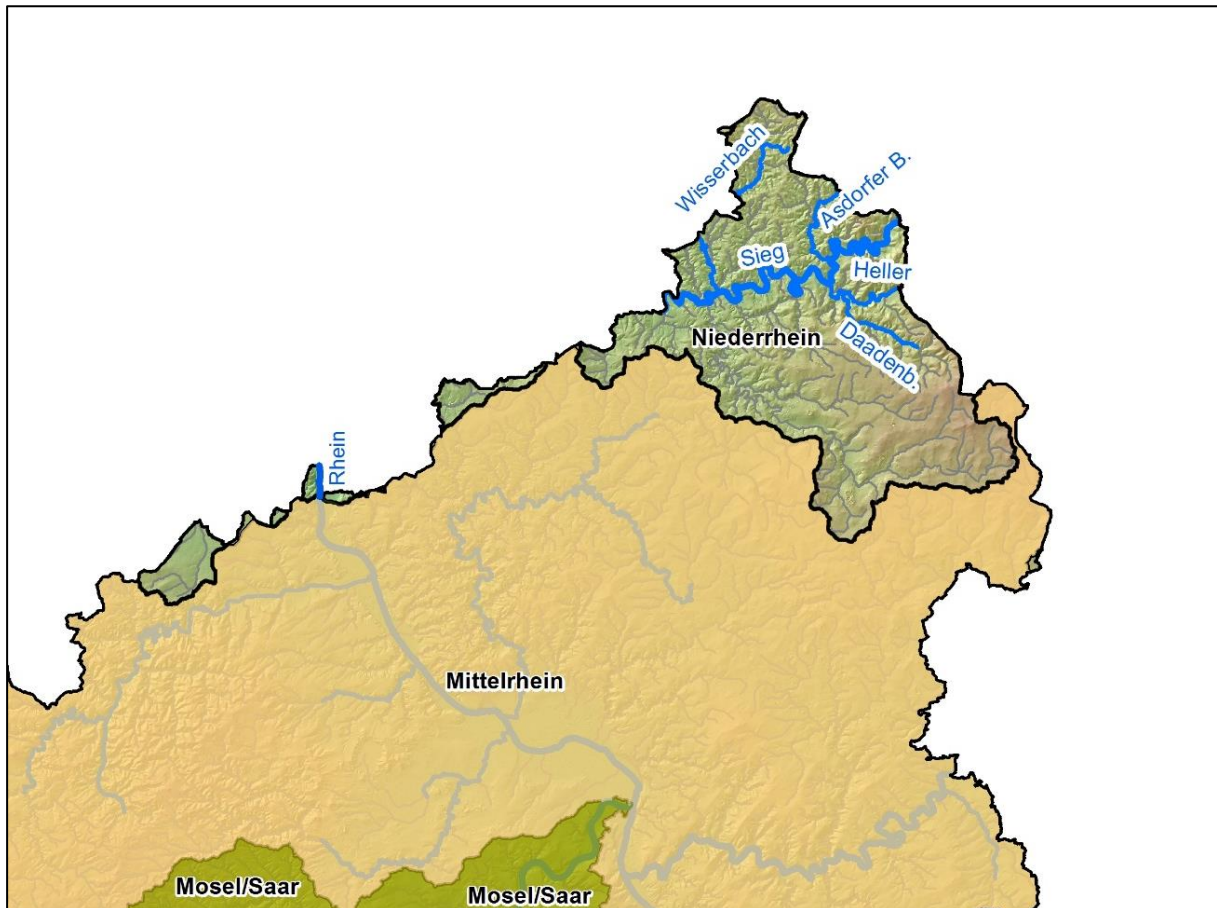 Wisserbach
Asdorfer B.
Sieg
Heller
Niederrhein
Daadenb.
Rhein
Mittelrhein
Mosel/Saar
Mosel/Saar